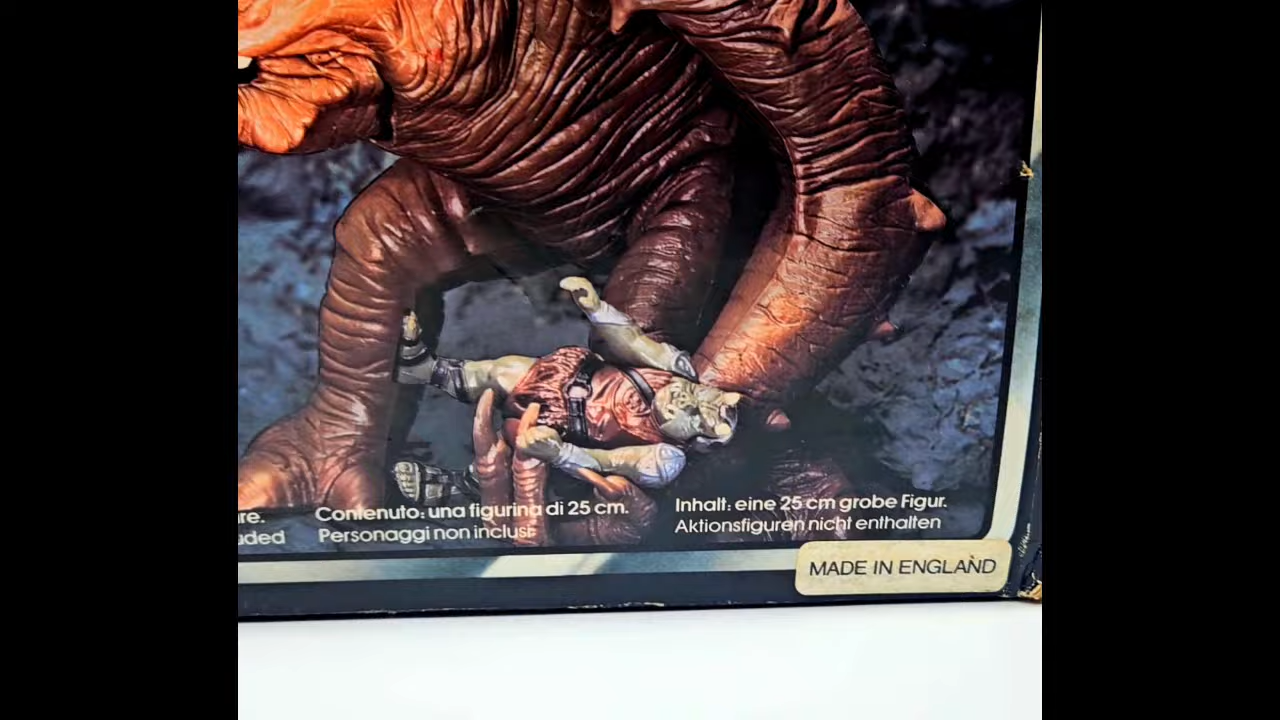 re.
uded
Contenuto: una figurina di 25 cm.
Personaggi non inclusi
Inhalt: eine 25 cm grobe Figur.
Aktionsfiguren nicht enthalten
MADE IN ENGLAND